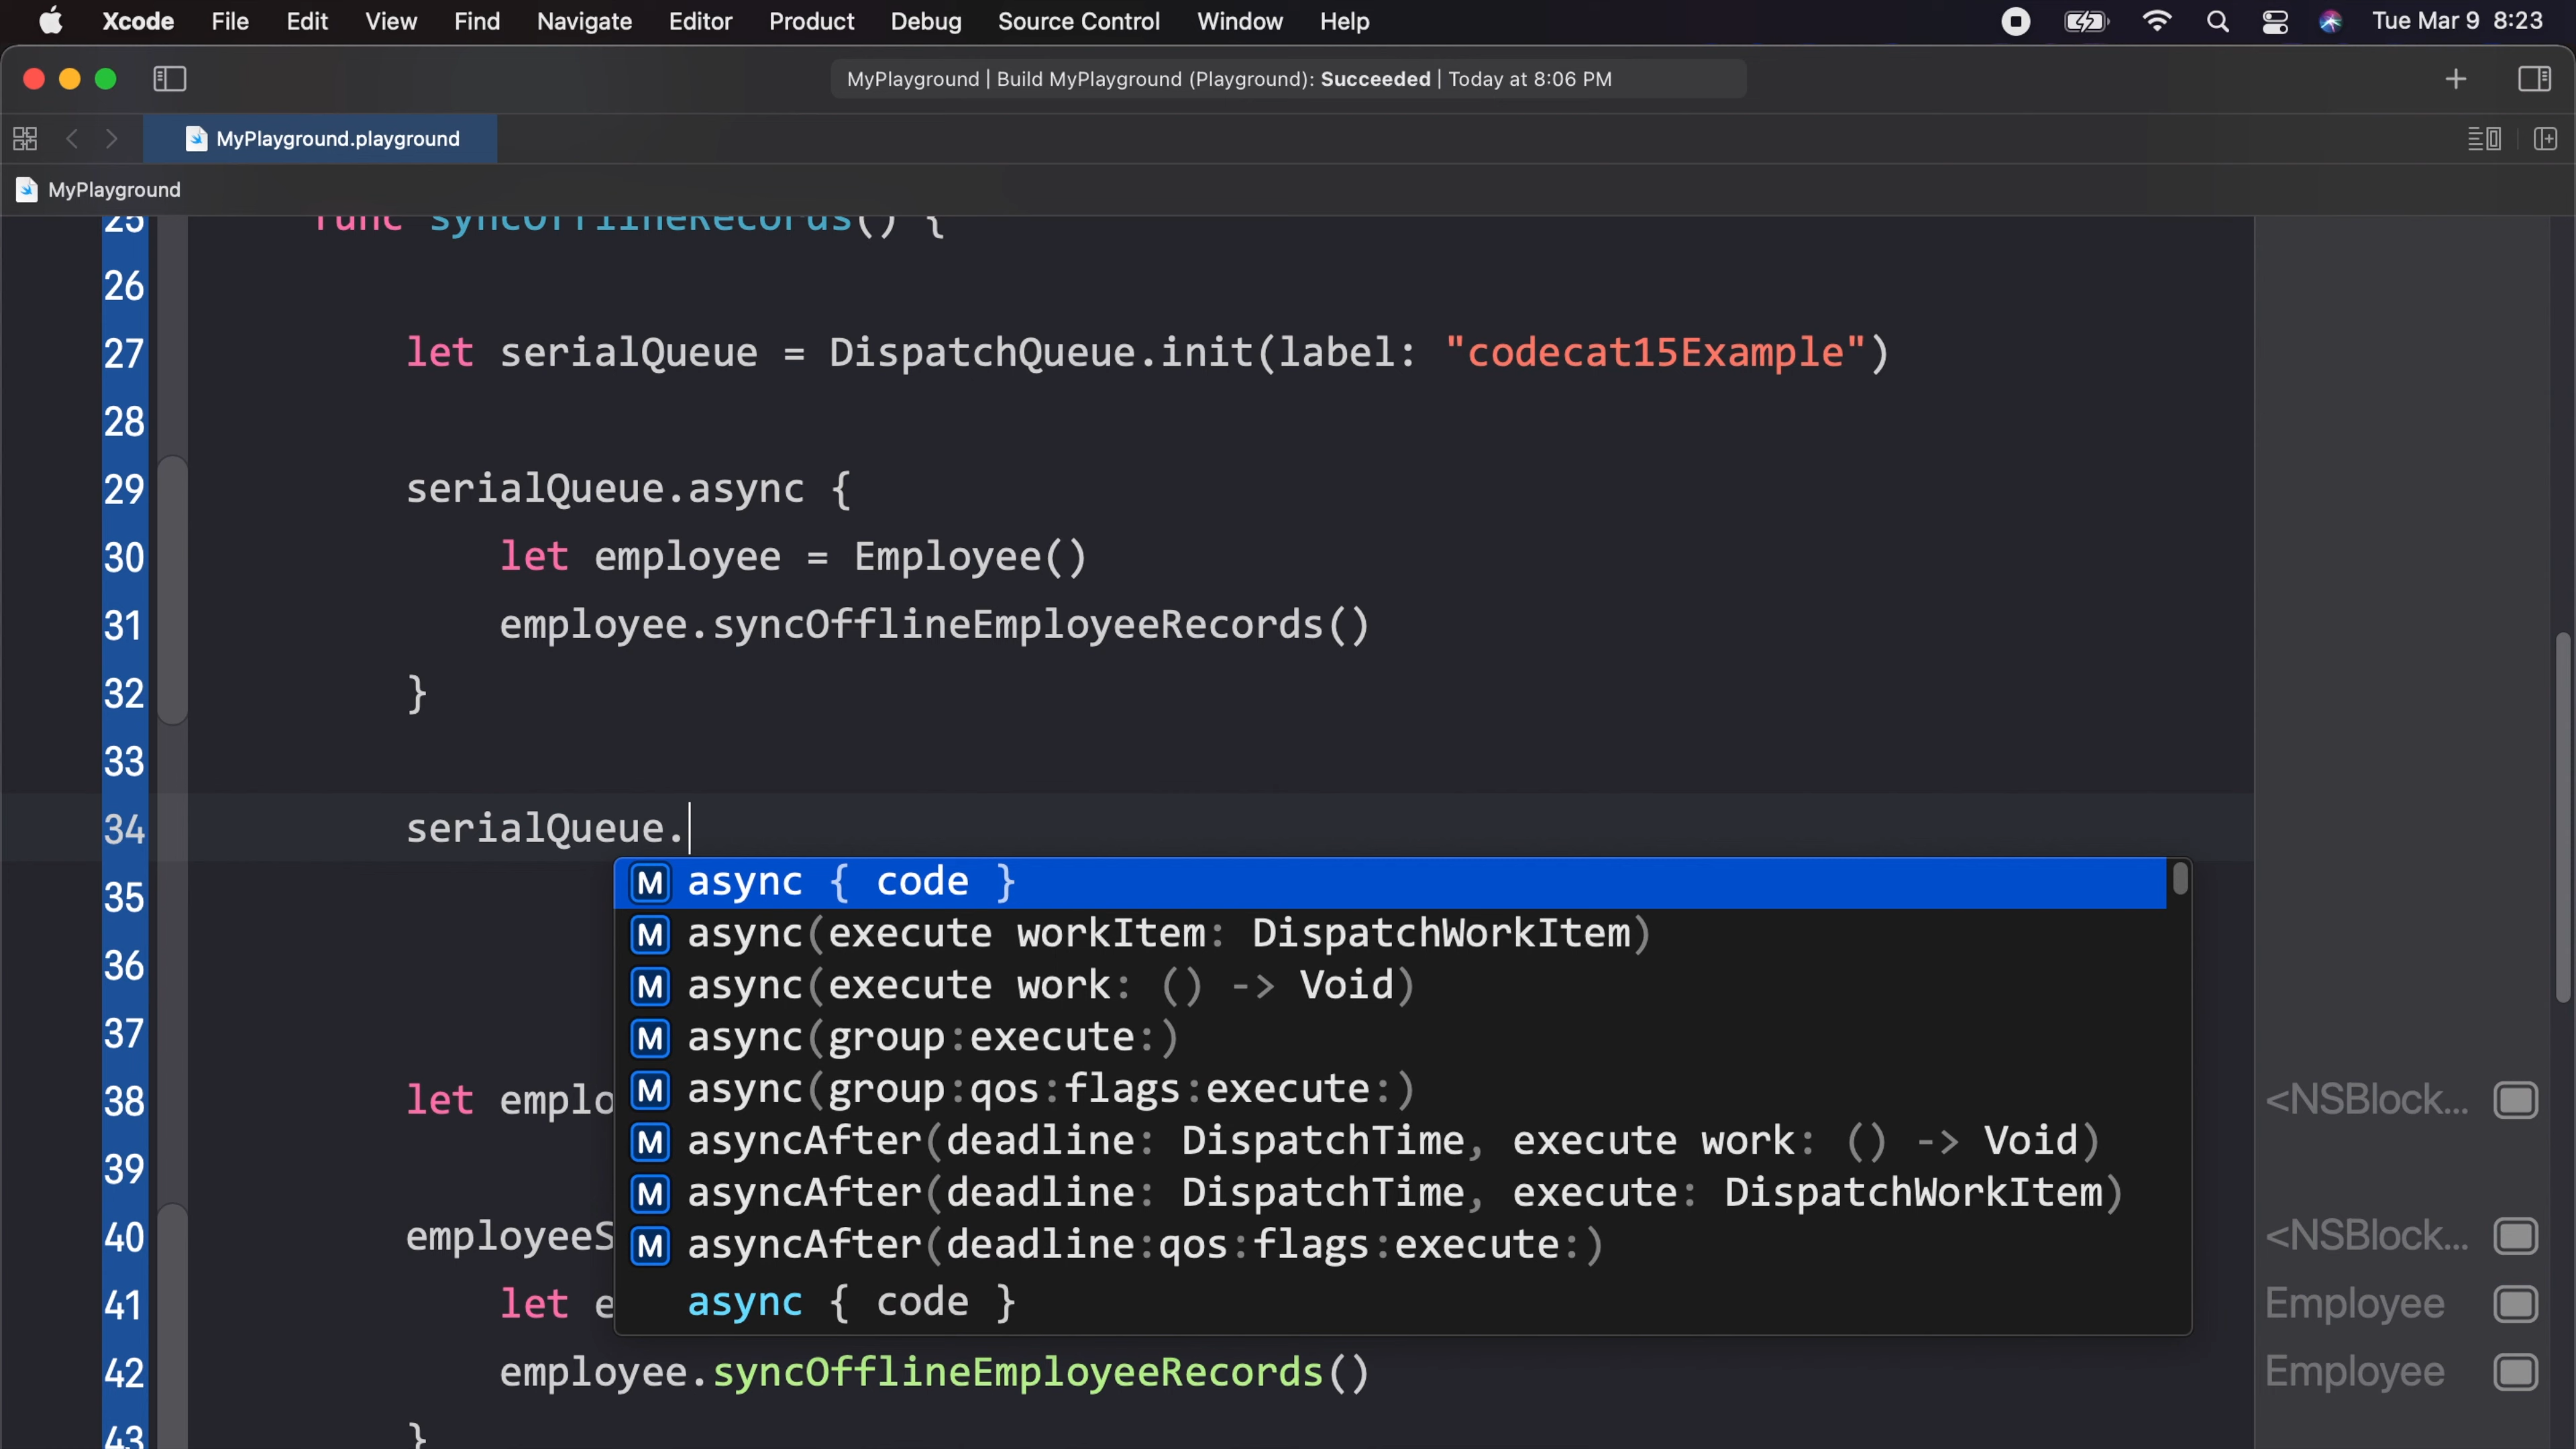 Xcode File Edit View Find Navigate Editor Product Debug Source Control Window Help Tue Mar 9 8:23
MyPlayground | Build MyPlayground (Playground): Succeeded | Today at 8:06 PM
MyPlayground.playground
MyPlayground
25 func syncOfflineRecords() {
26
27 let serialQueue = DispatchQueue.init(label: "codecat15Example")
28
29 serialQueue.async {
30 let employee = Employee()
31 employee.syncOfflineEmployeeRecords()
32 }
33
34 serialQueue.
M async { code }
35
M async(execute workItem: DispatchWorkItem)
36
M async(execute work: () -> Void)
37
M async(group:execute:)
38 let emplo
M async(group:qos:flags:execute:)
<NSBlock...
39
M asyncAfter(deadline: DispatchTime, execute work: () -> Void)
M asyncAfter(deadline: DispatchTime, execute: DispatchWorkItem)
40 employeeS
M asyncAfter(deadline:qos:flags:execute:)
<NSBlock...
41 let e
async { code }
Employee
42 employee.syncOfflineEmployeeRecords()
Employee
43 }